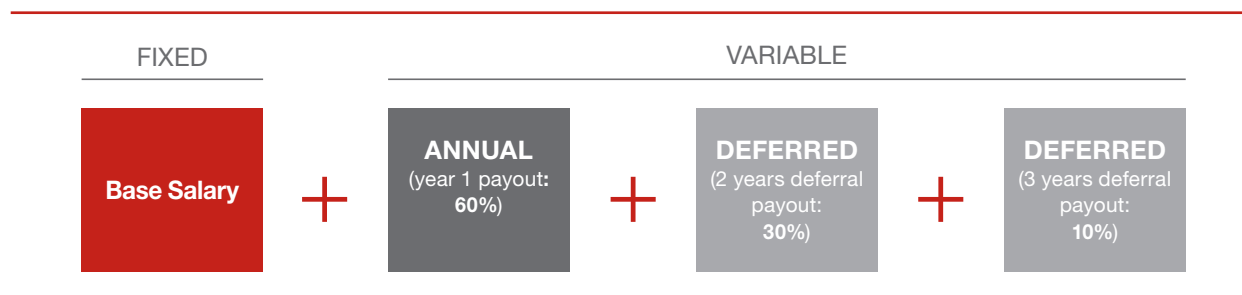 FIXED
VARIABLE
Base Salary
ANNUAL
(year 1 payout:
60%)
DEFERRED
(2 years deferral
payout:
30%)
DEFERRED
(3 years deferral
payout:
10%)